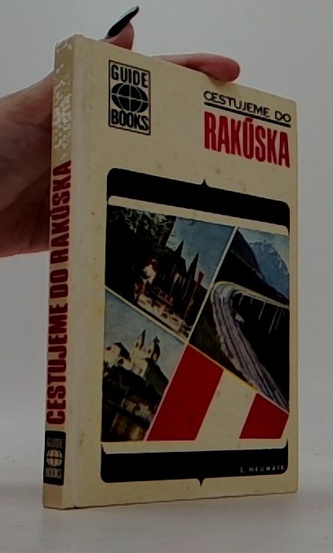 GUIDE
BOOKS
CESTUJEME DO
RAKÚSKA
CESTUJEME DO RAKÚSKA
GUIDE
BOOKS